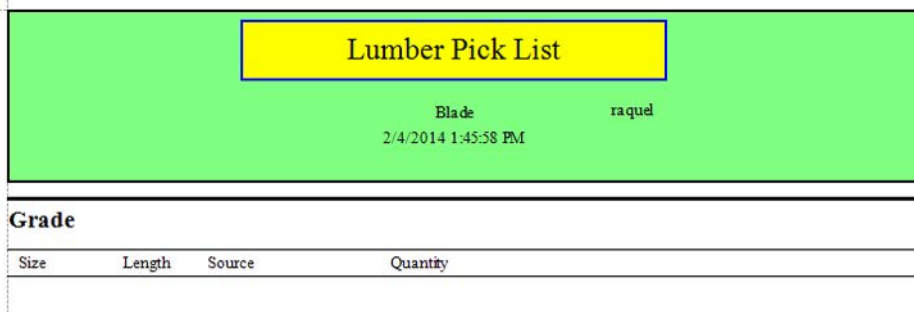 Lumber Pick List
Blade raquel
2/4/2014 1:45:58 PM
Grade
Size Length Source Quantity